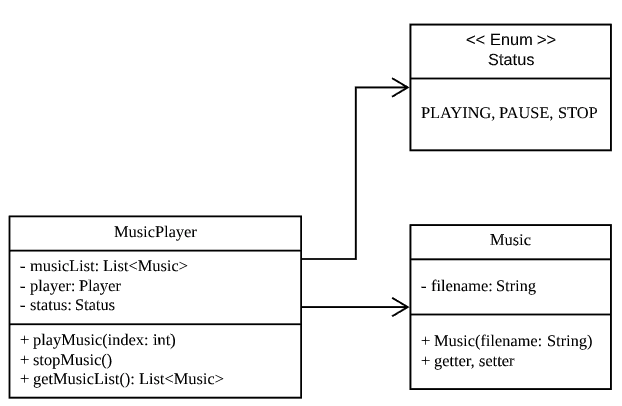 << Enum >>
Status
PLAYING, PAUSE, STOP
MusicPlayer
- musicList: List<Music>
- player: Player
- status: Status
+ playMusic(index: int)
+ stopMusic()
+ getMusicList(): List<Music>
Music
- filename: String
+ Music(filename: String)
+ getter, setter